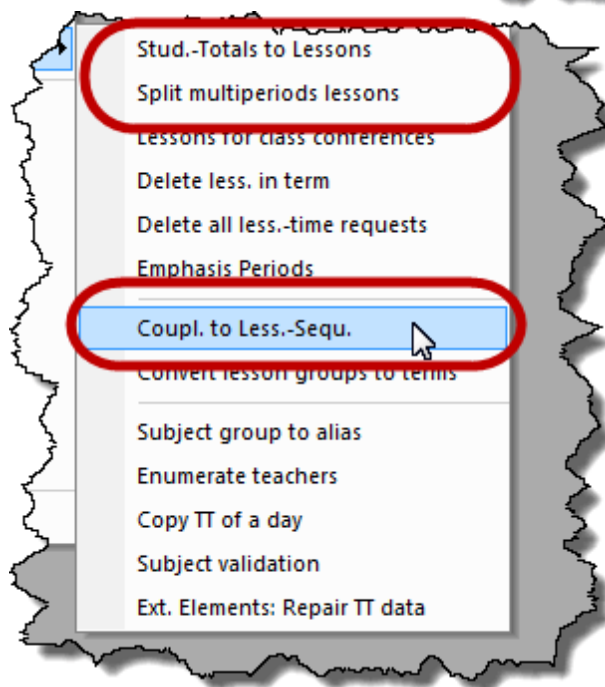 Stud.-Totals to Lessons
Split multiperiods lessons
Lessons for class conferences
Delete less. in term
Delete all less.-time requests
Emphasis Periods
Coupl. to Less.-Sequ.
Convert lesson groups to terms
Subject group to alias
Enumerate teachers
Copy TT of a day
Subject validation
Ext. Elements: Repair TT data